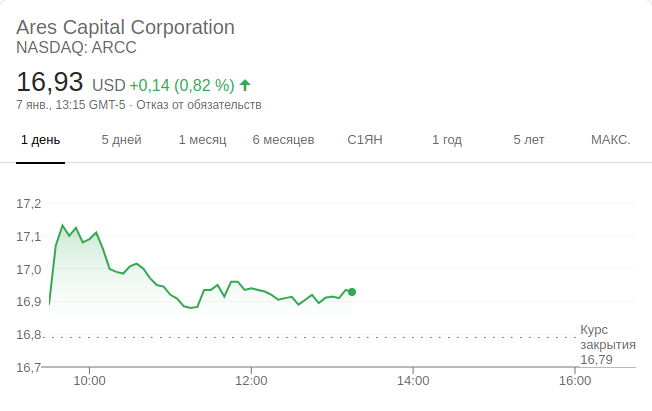 Ares Capital Corporation
NASDAQ: ARCC
16,93 USD +0,14 (0,82 %)
7 янв., 13:15 GMT-5 · Отказ от обязательств
1 день 5 дней 1 месяц 6 месяцев С1ЯН 1 год 5 лет МАКС.
17,2
17,1
17,0
16,9
16,8
Курс
закрытия
16,79
16,7
10:00 12:00 14:00 16:00